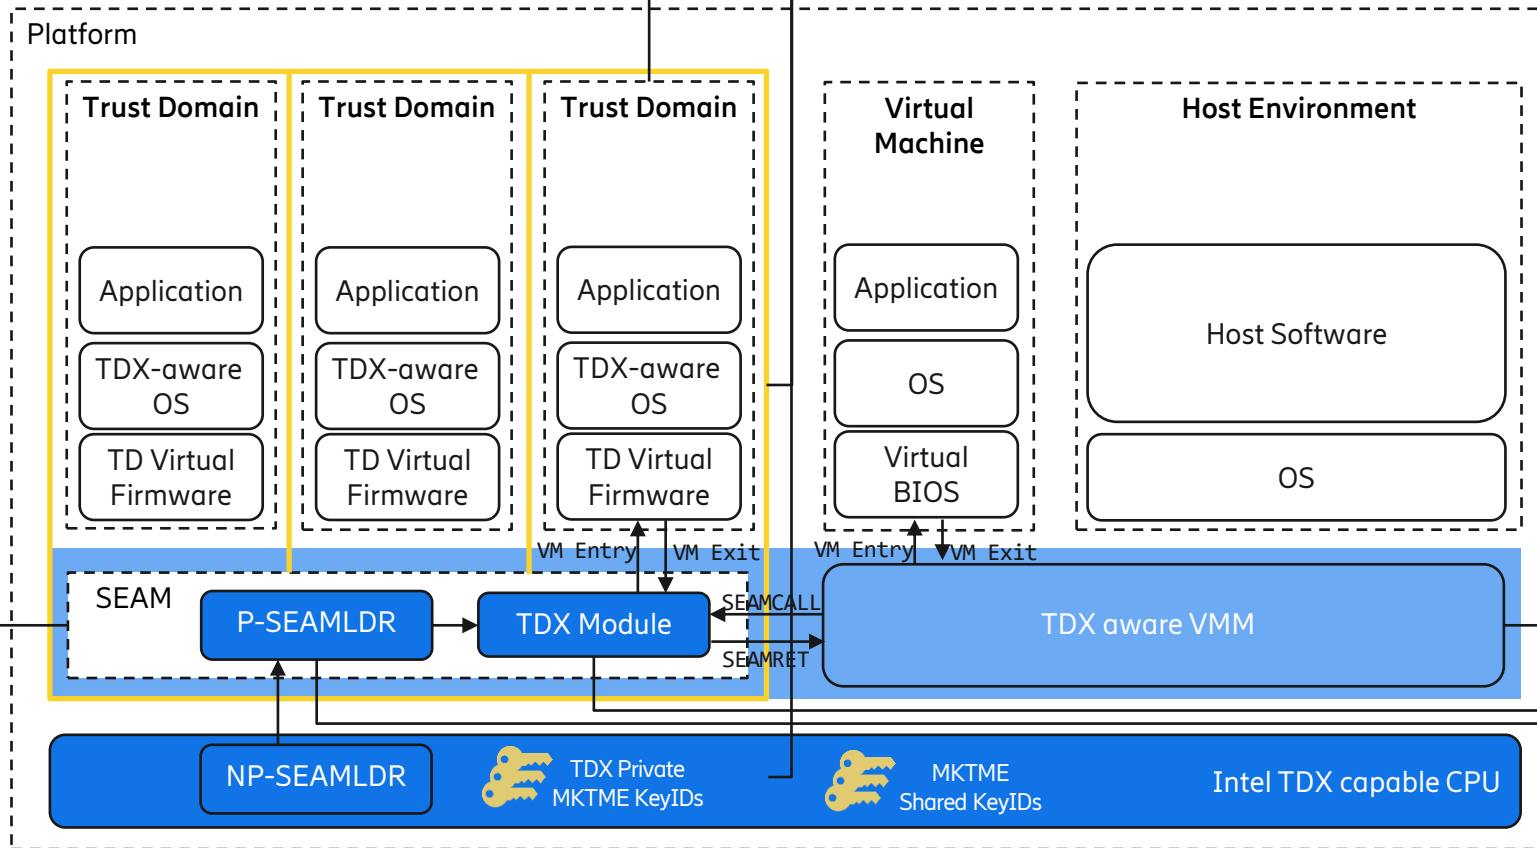 Platform
Trust Domain
Trust Domain
Trust Domain
Virtual
Machine
Host Environment
Application
TDX-aware
OS
TD Virtual
Firmware
Application
TDX-aware
OS
TD Virtual
Firmware
Application
TDX-aware
OS
TD Virtual
Firmware
Application
OS
Virtual
BIOS
Host Software
OS
VM Entry
VM Exit
VM Entry
VM Exit
SEAM
P-SEAMLDR
TDX Module
SEAMCALL
SEAMRET
TDX aware VMM
NP-SEAMLDR
TDX Private
MKTME KeyIDs
MKTME
Shared KeyIDs
Intel TDX capable CPU